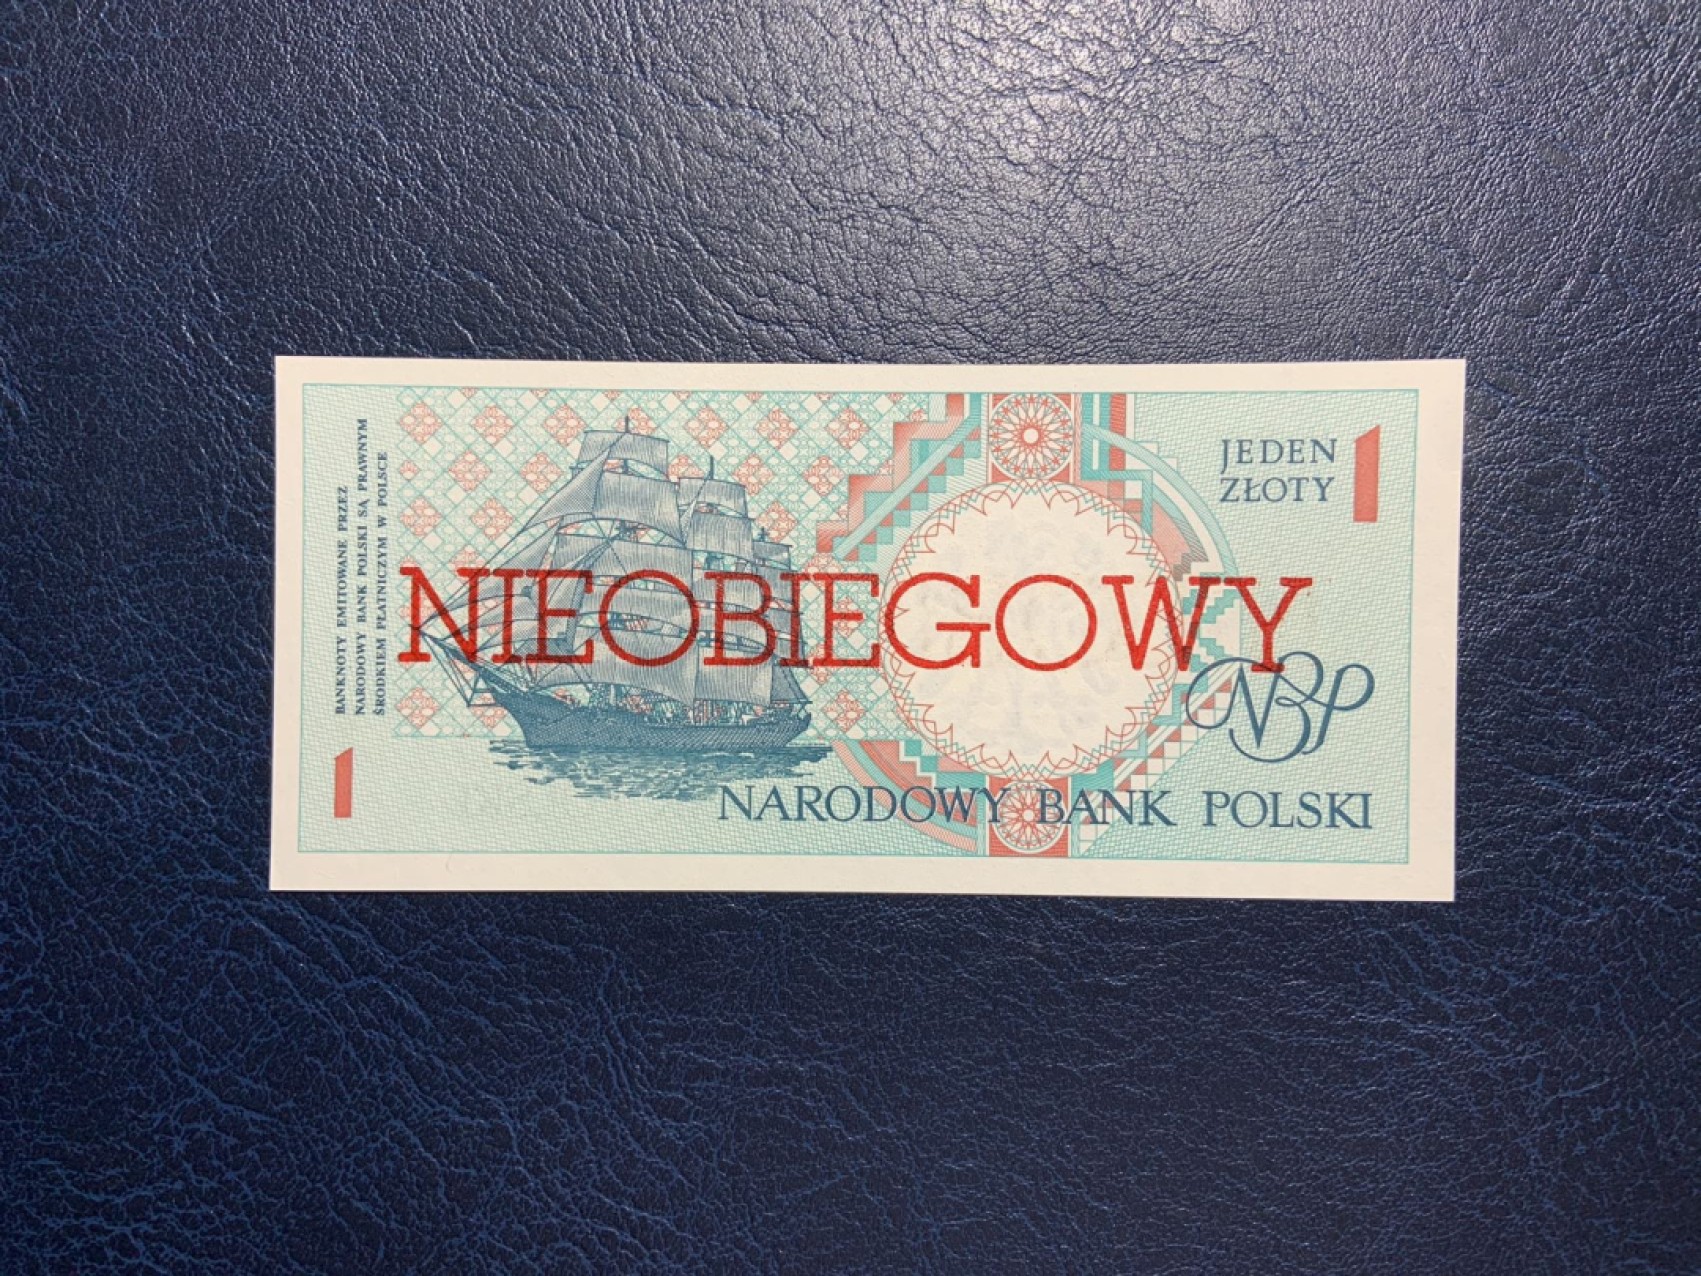 BANKNOTY EMITOWANE PRZEZ
NARODOWY BANK POLSKI SĄ PRAWNYM
ŚRODKIEM PŁATNICZYM W POLSCE
JEDEN
ZŁOTY
1
NIEOBIEGOWY
NBP
1
NARODOWY BANK POLSKI